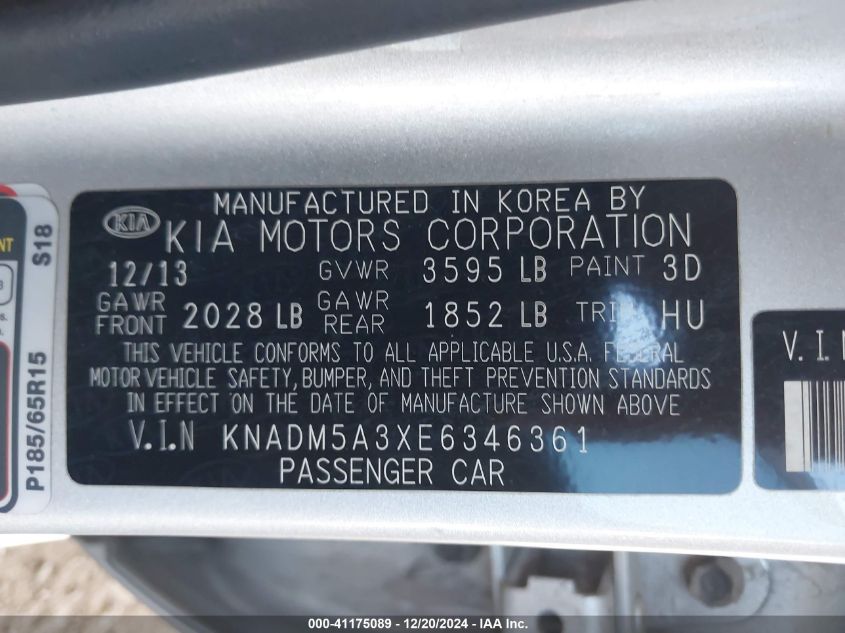 MANUFACTURED IN KOREA BY
KIA KIA MOTORS CORPORATION
12/13 GVWR 3595 LB PAINT 3D
GAWR FRONT 2028 LB GAWR REAR 1852 LB TRIM HU
THIS VEHICLE CONFORMS TO ALL APPLICABLE U.S.A. FEDERAL
MOTOR VEHICLE SAFETY, BUMPER, AND THEFT PREVENTION STANDARDS
IN EFFECT ON THE DATE OF MANUFACTURE SHOWN ABOVE
V.I.N KNADM5A3XE6346361
PASSENGER CAR
P185/65R15 S18
V.I.N
000-41175089 - 12/20/2024 - IAA Inc.